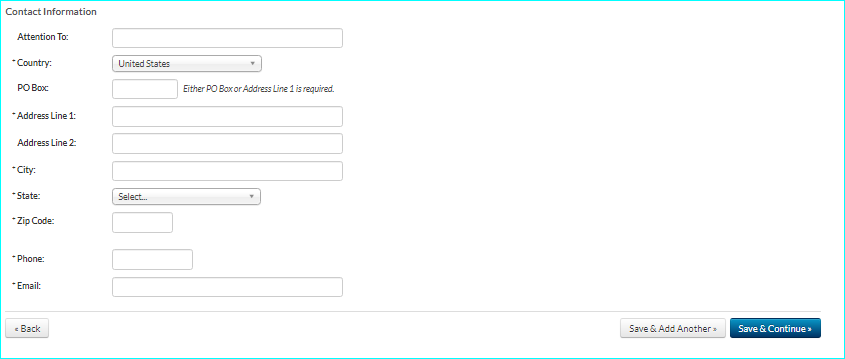 Contact Information
Attention To:
* Country: United States
PO Box: Either PO Box or Address Line 1 is required.
* Address Line 1:
Address Line 2:
* City:
* State: Select...
* Zip Code:
* Phone:
* Email:
« Back Save & Add Another » Save & Continue »